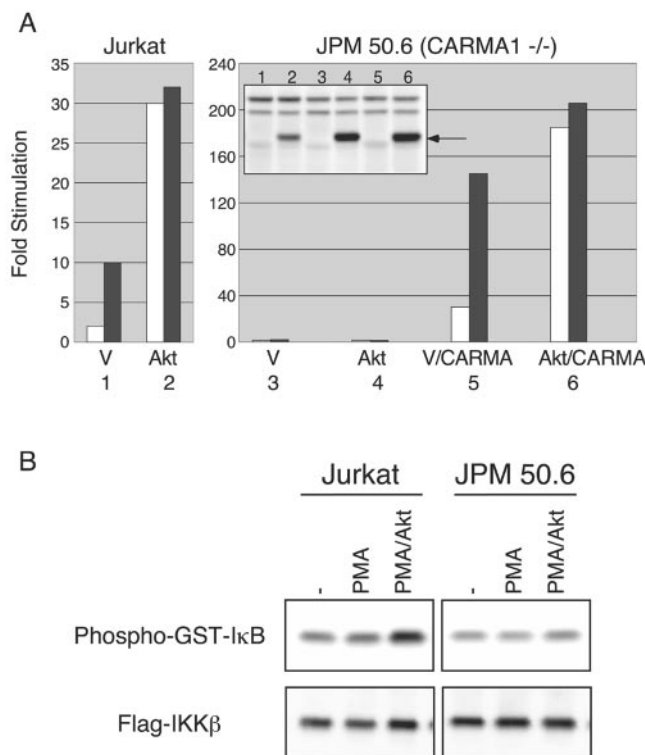 A
Jurkat
JPM 50.6 (CARMA1 -/-)
Fold Stimulation
35
30
25
20
15
10
5
0
240
200
160
120
80
40
0
1 2 3 4 5 6
V Akt
1 2
V Akt V/CARMA Akt/CARMA
3 4 5 6
B
Jurkat JPM 50.6
- PMA PMA/Akt - PMA PMA/Akt
Phospho-GST-IκB
Flag-IKKβ